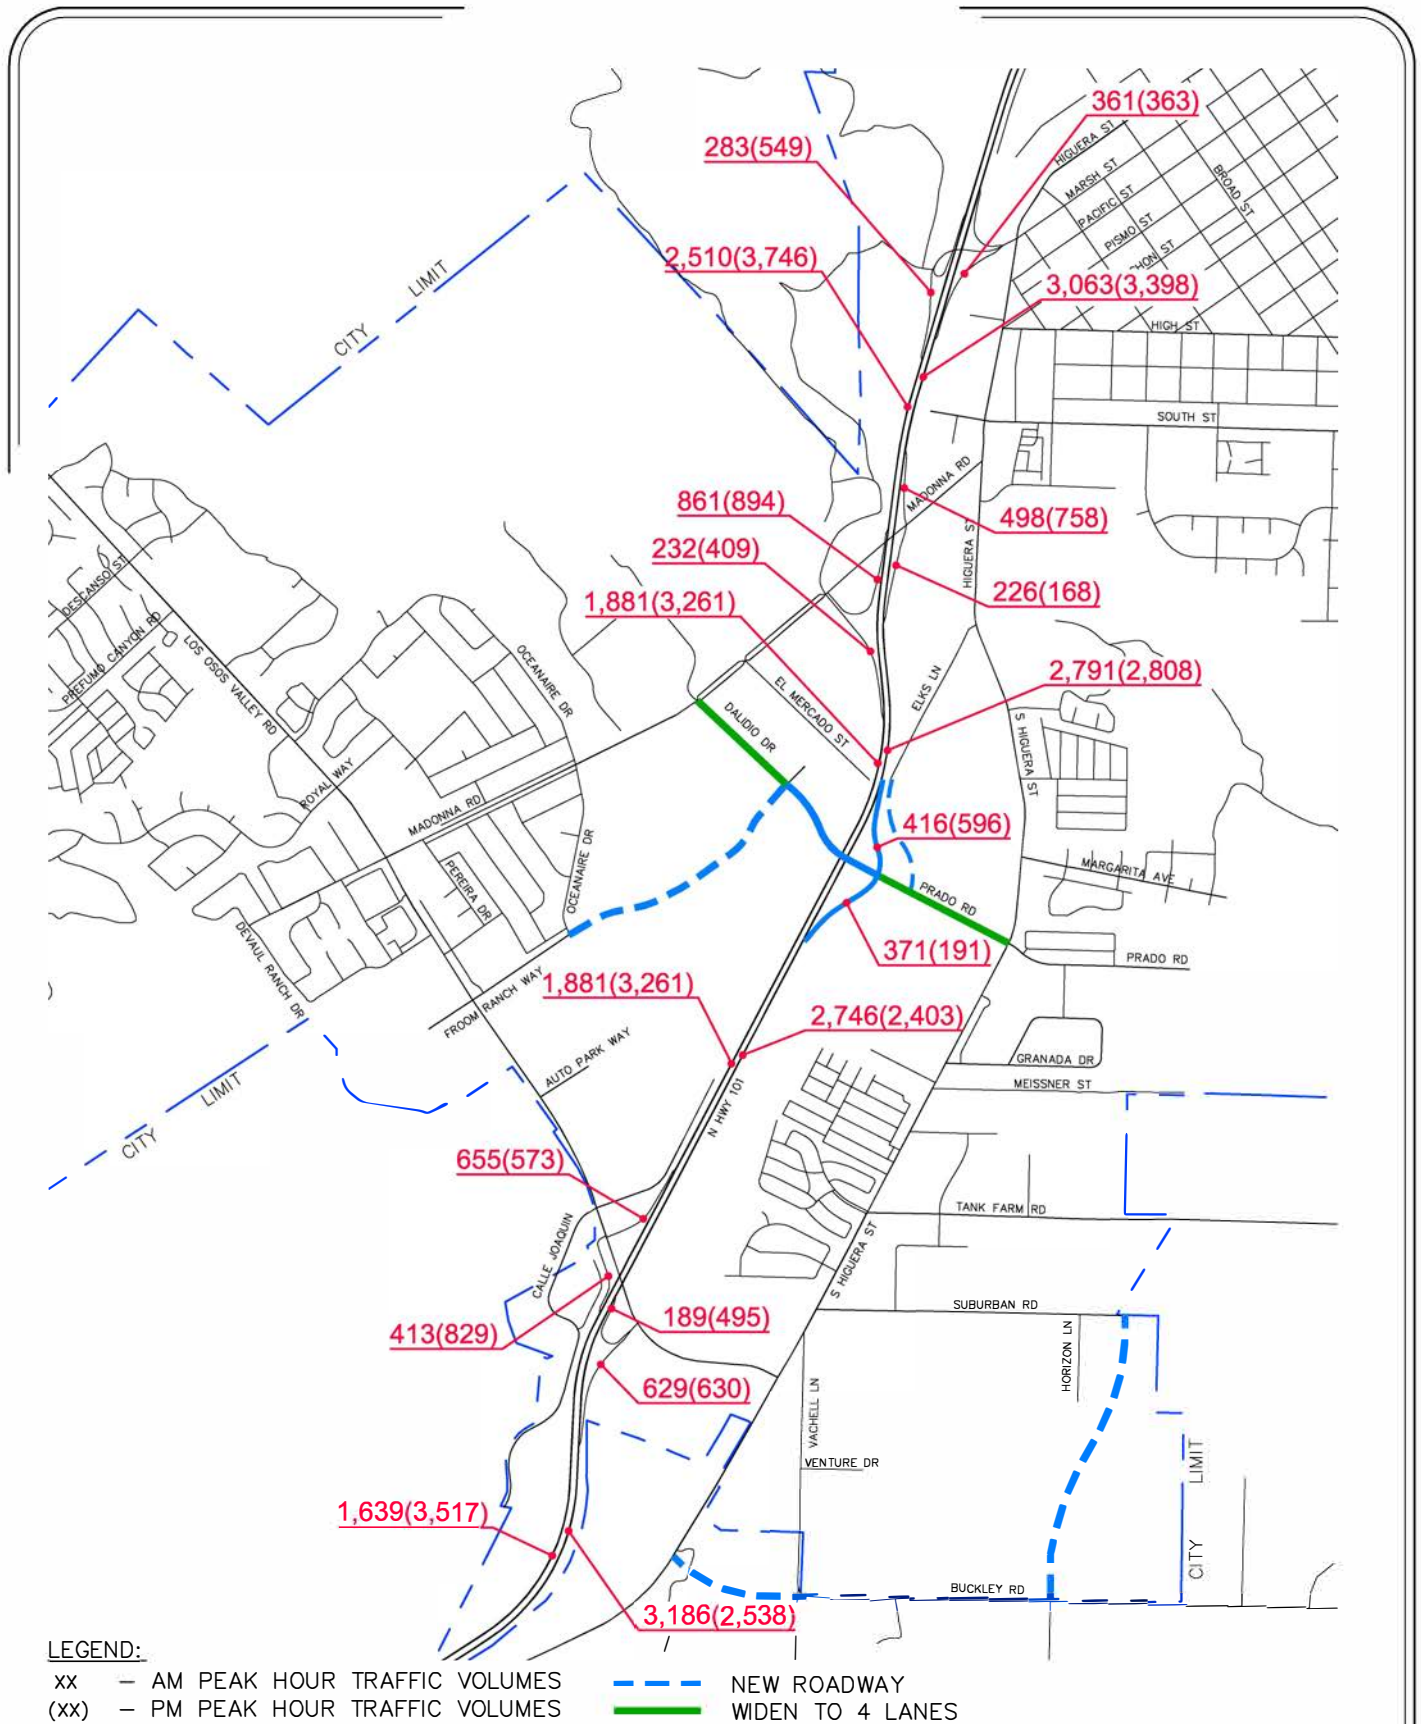 361(363)
283(549)
HIGUERA ST
MARSH ST
BROAD ST
PACIFIC ST
PISMO ST
HON ST
2,510(3,746)
3,063(3,398)
LIMIT
CITY
HIGH ST
SOUTH ST
MADONNA RD
861(894)
498(758)
232(409)
HIGUERA ST
226(168)
1,881(3,261)
DESCANSO ST
PREFUMO CANYON RD
LOS OSOS VALLEY RD
OCEANAIRE DR
EL MERCADO ST
ELKS LN
2,791(2,808)
DALIDIO DR
S HIGUERA ST
ROYAL WAY
MADONNA RD
416(596)
OCEANAIRE DR
PEREIRA DR
MARGARITA AVE
PRADO RD
DEVAUL RANCH DR
371(191)
PRADO RD
FROOM RANCH WAY
1,881(3,261)
2,746(2,403)
AUTO PARK WAY
GRANADA DR
MEISSNER ST
LIMIT
CITY
N HWY 101
655(573)
TANK FARM RD
CALLE JOAQUIN
S HIGUERA ST
SUBURBAN RD
189(495)
413(829)
HORIZON LN
629(630)
VACHELL LN
VENTURE DR
LIMIT
CITY
1,639(3,517)
BUCKLEY RD
3,186(2,538)
LEGEND:
XX – AM PEAK HOUR TRAFFIC VOLUMES
NEW ROADWAY
(XX) – PM PEAK HOUR TRAFFIC VOLUMES
WIDEN TO 4 LANES